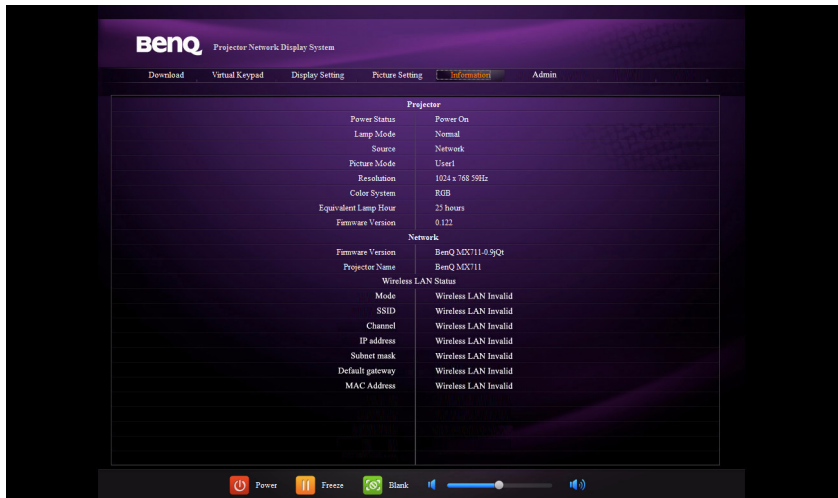 BenQ Projector Network Display System
Download Virtual Keypad Display Setting Picture Setting Information Admin
Projector
Power Status Power On
Lamp Mode Normal
Source Network
Picture Mode User1
Resolution 1024 x 768 59Hz
Color System RGB
Equivalent Lamp Hour 25 hours
Firmware Version 0.122
Network
Firmware Version BenQ MX711-0.9jQt
Projector Name BenQ MX711
Wireless LAN Status
Mode Wireless LAN Invalid
SSID Wireless LAN Invalid
Channel Wireless LAN Invalid
IP address Wireless LAN Invalid
Subnet mask Wireless LAN Invalid
Default gateway Wireless LAN Invalid
MAC Address Wireless LAN Invalid
Power Freeze Blank